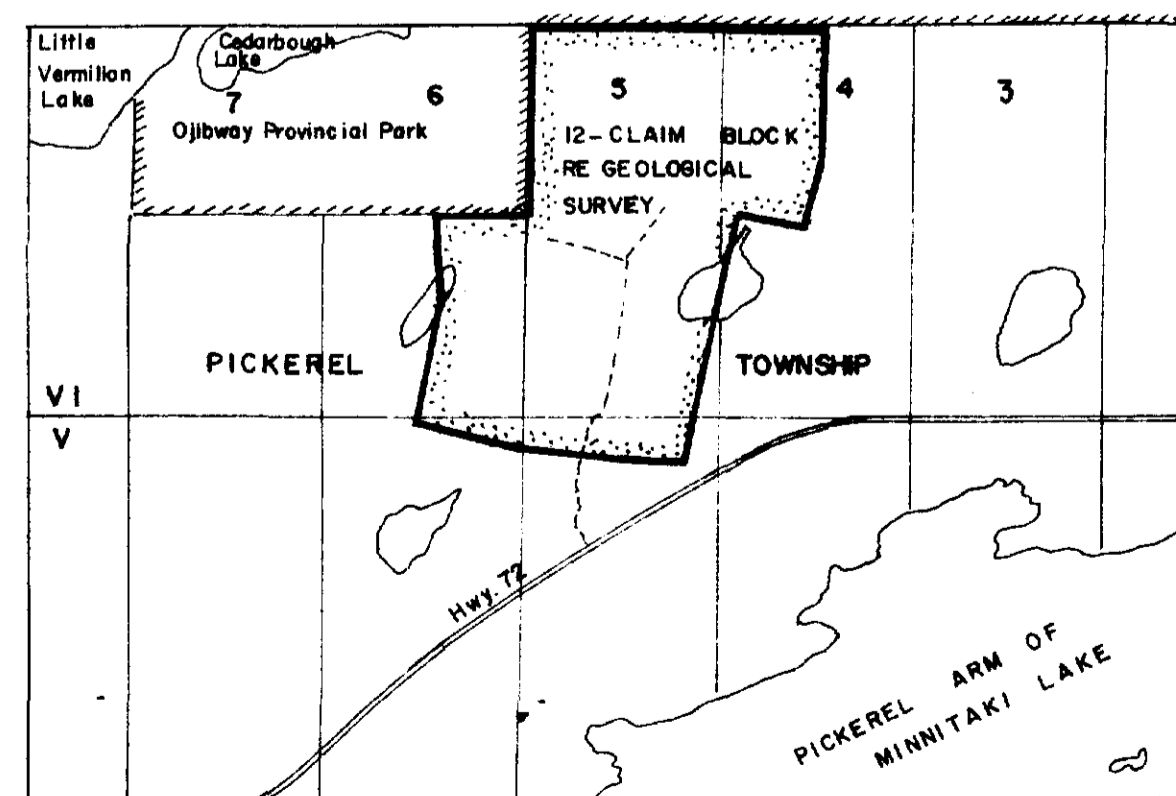 Little
Vermilion
Lake
Cedarbough
Lake
7
6
5
4
3
Ojibway Provincial Park
12-CLAIM BLOCK
RE GEOLOGICAL
SURVEY
PICKEREL
TOWNSHIP
VI
V
Hwy. 72
PICKEREL ARM OF
MINNITAKI LAKE